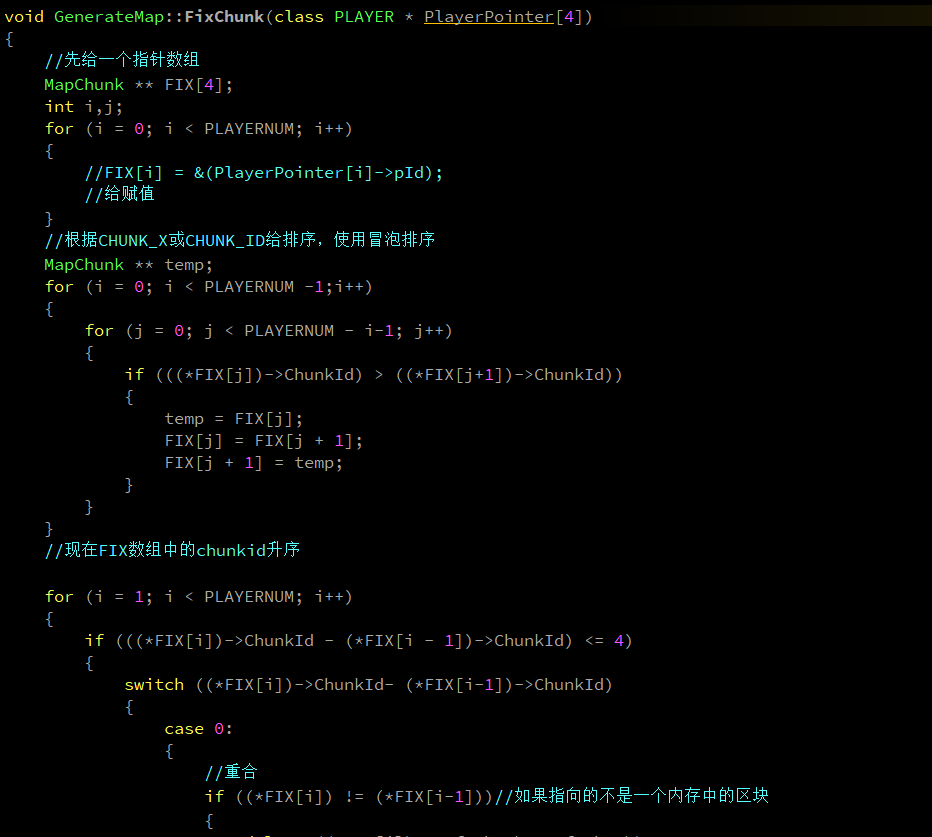 void GenerateMap::FixChunk(class PLAYER * PlayerPointer[4])
{
    //先给一个指针数组
    MapChunk ** FIX[4];
    int i,j;
    for (i = 0; i < PLAYERNUM; i++)
    {
        //FIX[i] = &(PlayerPointer[i]->pId);
        //给赋值
    }
    //根据CHUNK_X或CHUNK_ID给排序，使用冒泡排序
    MapChunk ** temp;
    for (i = 0; i < PLAYERNUM -1;i++)
    {
        for (j = 0; j < PLAYERNUM - i-1; j++)
        {
            if (((*FIX[j])->ChunkId) > ((*FIX[j+1])->ChunkId))
            {
                temp = FIX[j];
                FIX[j] = FIX[j + 1];
                FIX[j + 1] = temp;
            }
        }
    }
    //现在FIX数组中的chunkid升序
    for (i = 1; i < PLAYERNUM; i++)
    {
        if (((*FIX[i])->ChunkId - (*FIX[i - 1])->ChunkId) <= 4)
        {
            switch ((*FIX[i])->ChunkId- (*FIX[i-1])->ChunkId)
            {
                case 0:
                {
                    //重合
                    if ((*FIX[i]) != (*FIX[i-1]))//如果指向的不是一个内存中的区块
                    {